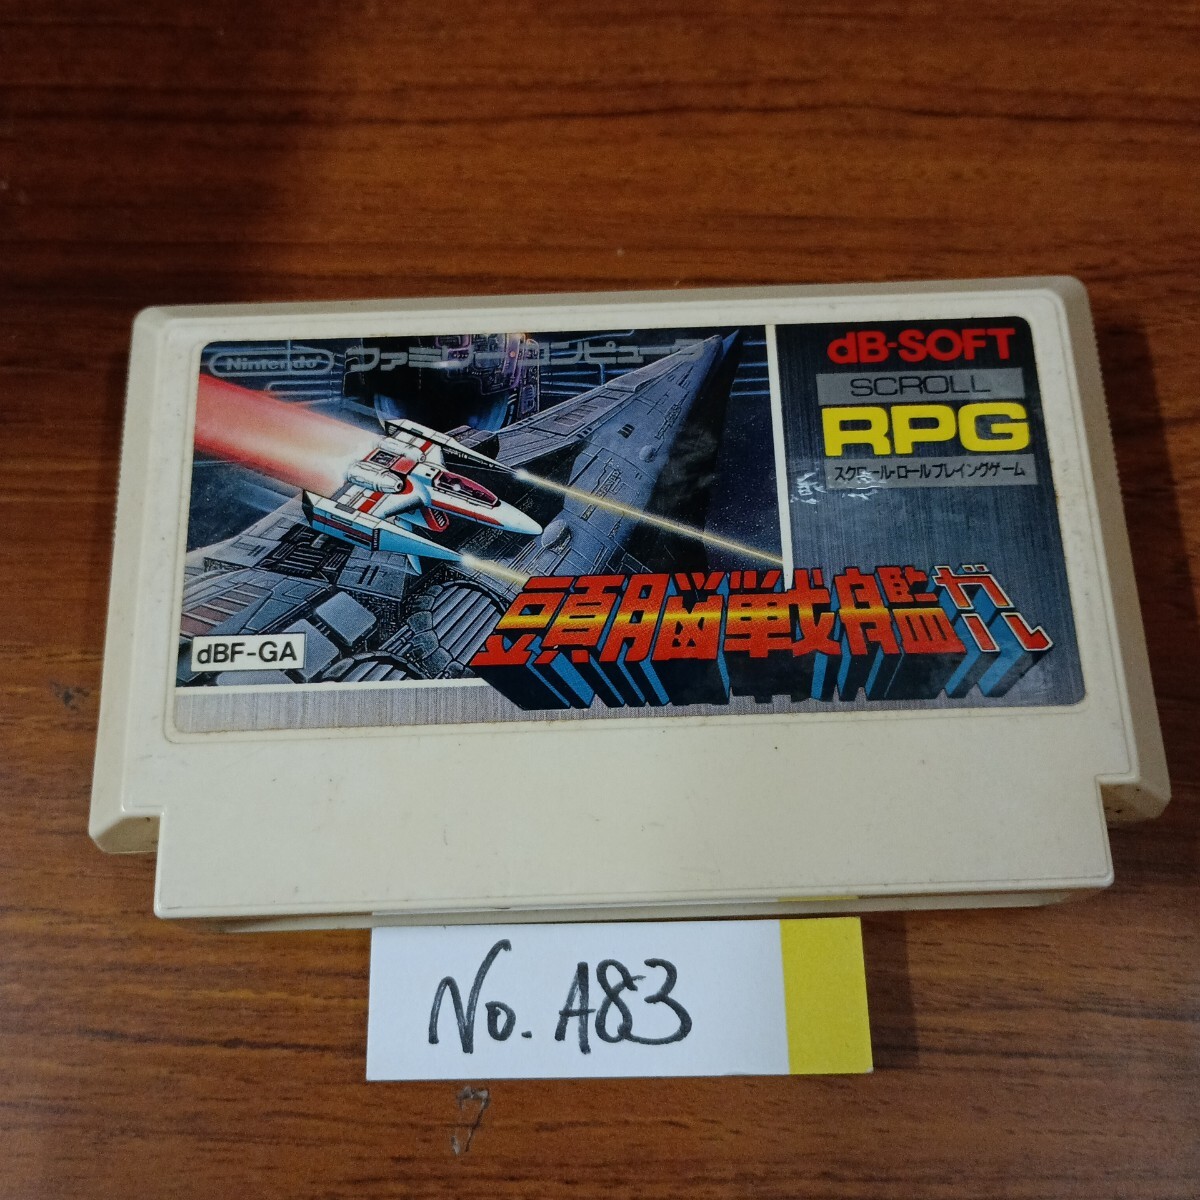 Nintendo
ファミリーコンピュータ
dB-SOFT
SCROLL
RPG
スクロール・ロールプレイングゲーム
頭脳戦艦ガル
dBF-GA
No. A83